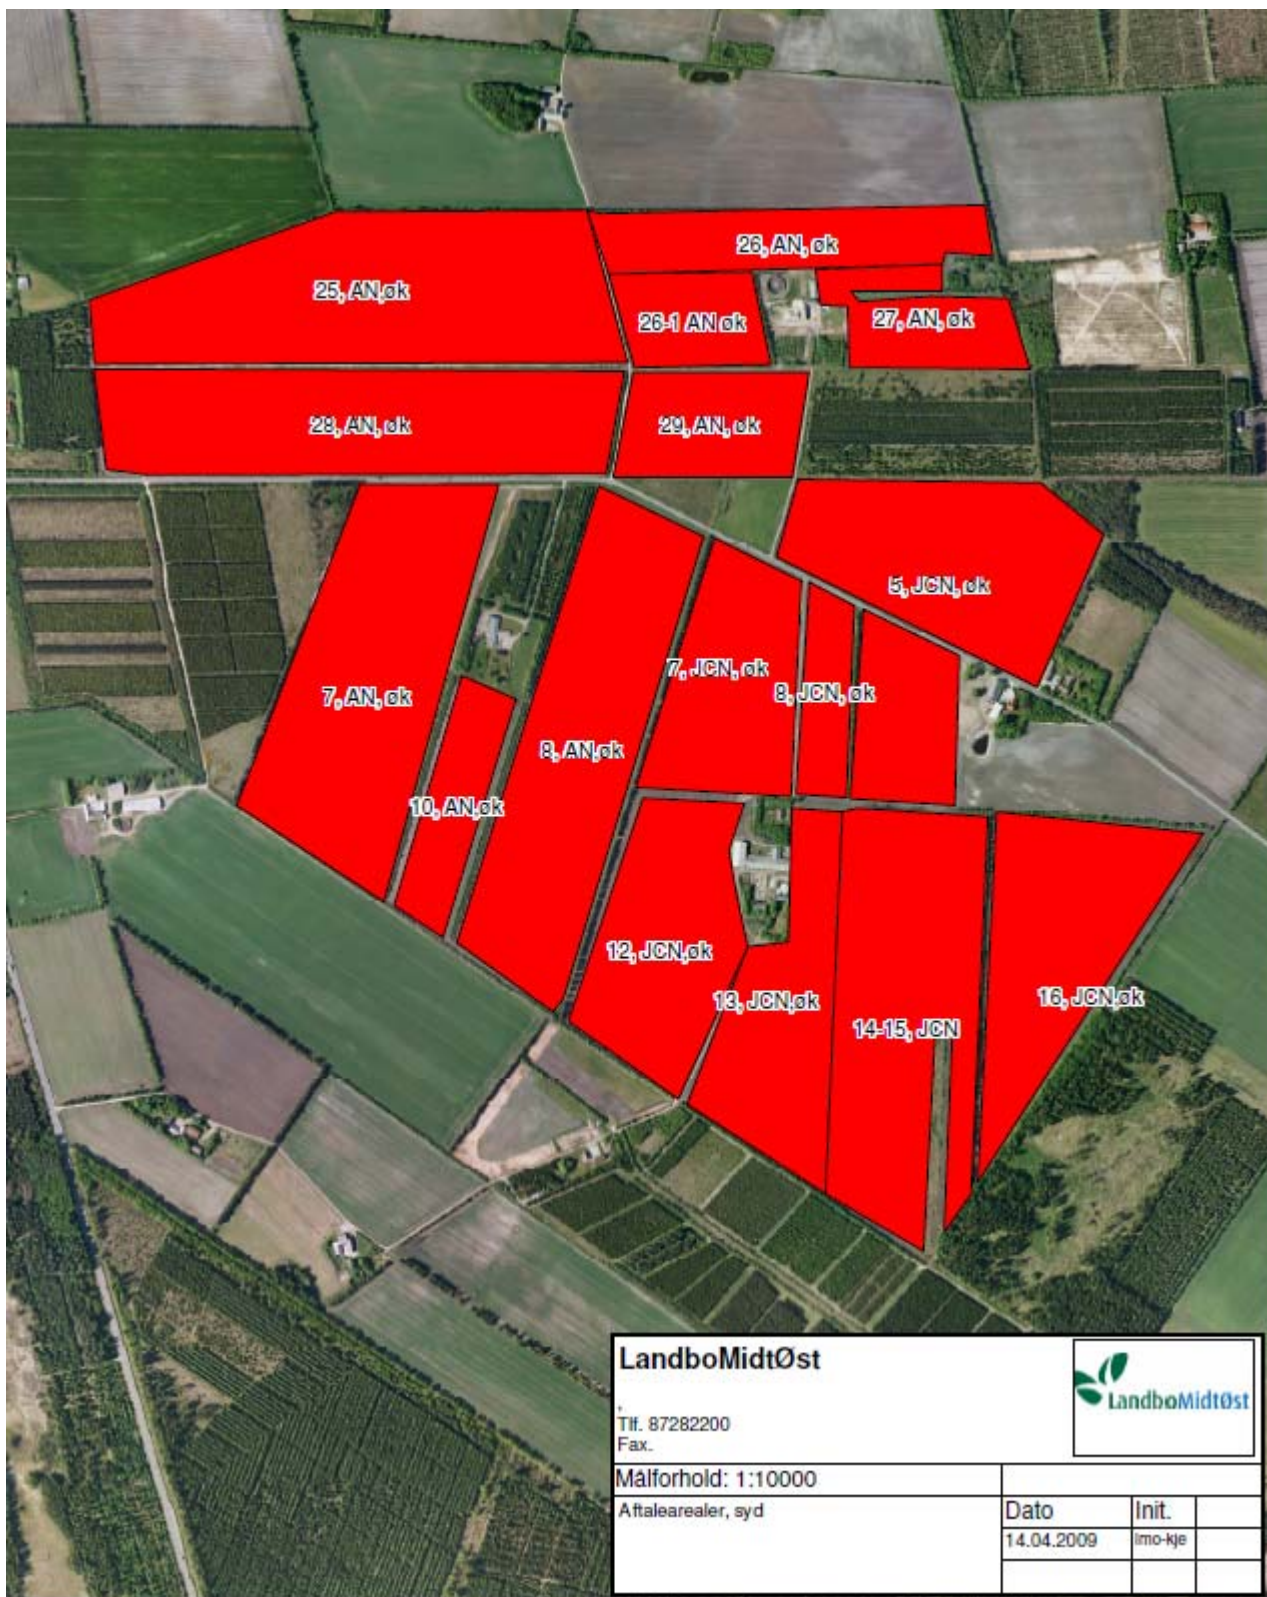 26, AN, øk
25, AN,øk
26-1 AN øk
27, AN, øk
28, AN, øk
29, AN, øk
5, JCN, øk
7, AN, øk
7, JCN, øk
8, JCN, øk
8, AN,øk
10, AN,øk
12, JCN,øk
13, JCN,øk
14-15, JCN
16, JCN,øk
LandboMidtØst
LandboMidtØst
,
Tlf. 87282200
Fax.
Målforhold: 1:10000
Aftalearealer, syd
Dato
Init.
14.04.2009
lmo-kje